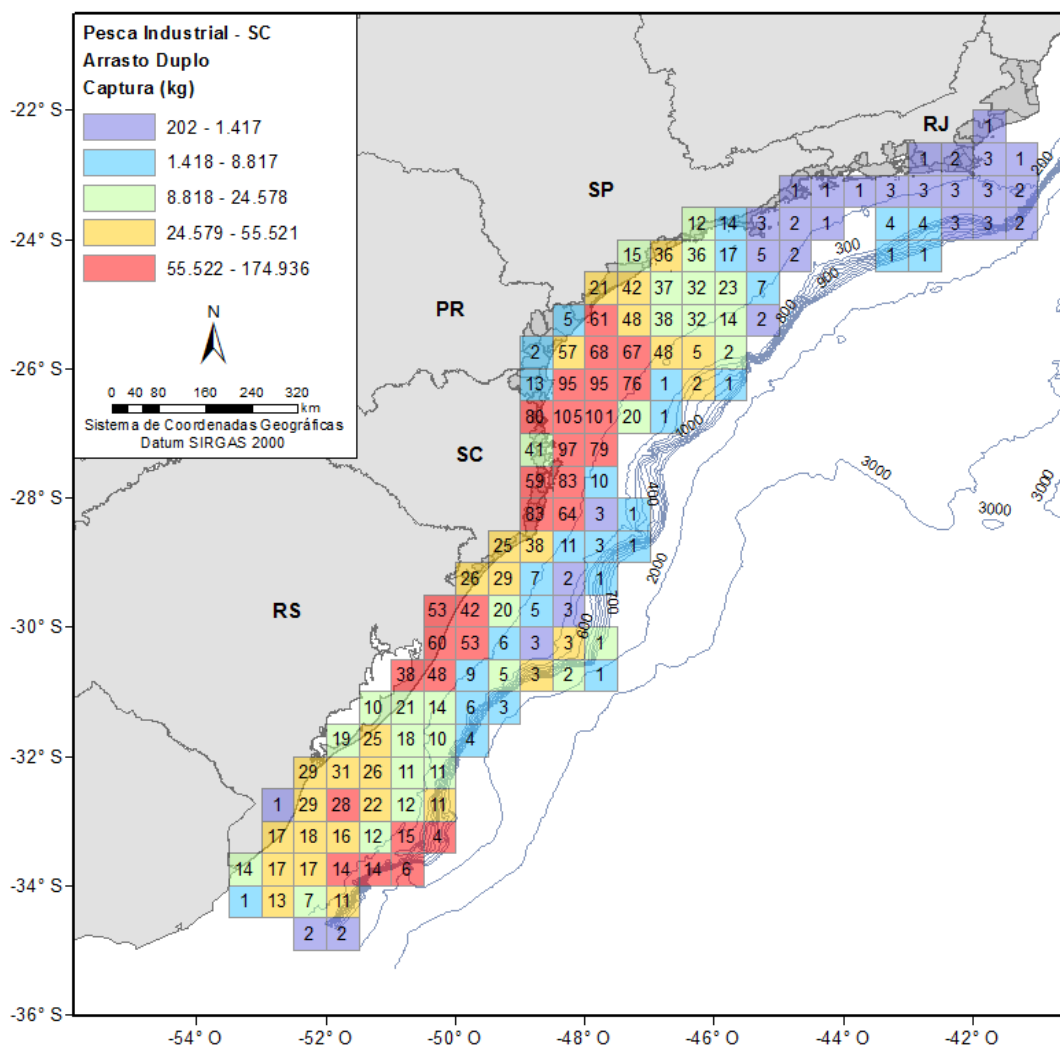 Pesca Industrial - SC
Arrasto Duplo
Captura (kg)
202 - 1.417
1.418 - 8.817
8.818 - 24.578
24.579 - 55.521
55.522 - 174.936
N
0 40 80 160 240 320
km
Sistema de Coordenadas Geográficas
Datum SIRGAS 2000
-22° S
-24° S
-26° S
-28° S
-30° S
-32° S
-34° S
-36° S
RJ
SP
PR
SC
RS
1
1 2 3 1
200
1 1 1 3 3 3 3 2
12 14 3 2 1 4 4 3 3 2
15 36 36 17 5 2 300 1 1
21 42 37 32 23 7 900
5 61 48 38 32 14 2 800
2 57 68 67 48 5 2
13 95 95 76 1 2 1
80 105 101 20 1 1000
41 97 79
59 83 10 400 3000 3000
83 64 3 1 3000
25 38 11 3 1
26 29 7 2 1 2000
53 42 20 5 3 700
60 53 6 3 3 1 600
38 48 9 5 3 2 1
10 21 14 6 3
19 25 18 10 4
29 31 26 11 11
1 29 28 22 12 11
17 18 16 12 15 4
14 17 17 14 14 6
1 13 7 11
2 2
-54° O -52° O -50° O -48° O -46° O -44° O -42° O